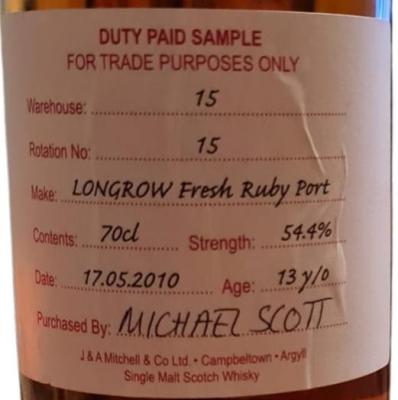 DUTY PAID SAMPLE
FOR TRADE PURPOSES ONLY
Warehouse: 15
Rotation No: 15
Make: LONGROW Fresh Ruby Port
Contents: 70cl Strength: 54.4%
Date: 17.05.2010 Age: 13 y/o
Purchased By: MICHAEL SCOTT
J & A Mitchell & Co Ltd. • Campbeltown • Argyll
Single Malt Scotch Whisky